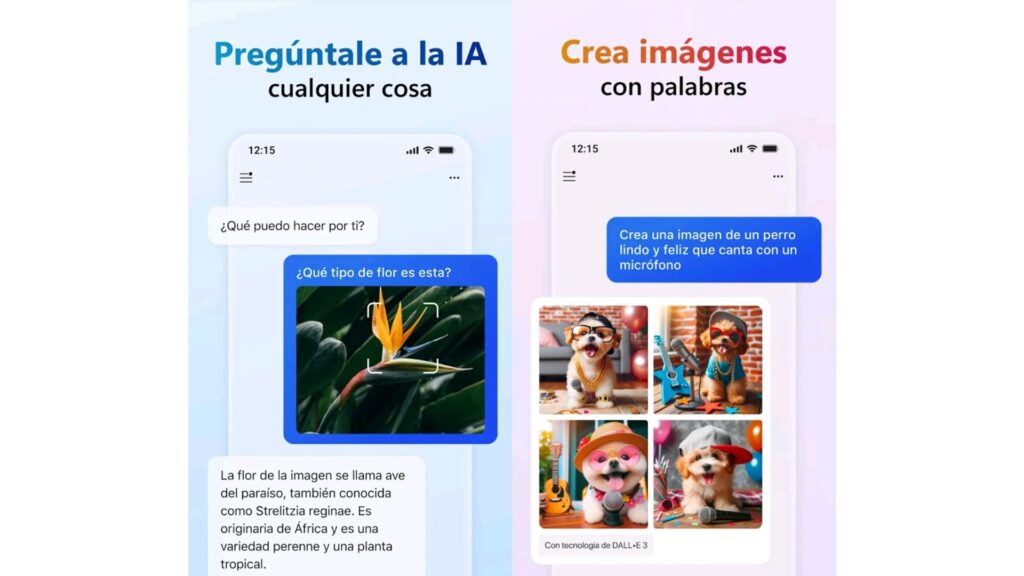 Pregúntale a la IA
cualquier cosa
12:15
¿Qué puedo hacer por ti?
¿Qué tipo de flor es esta?
La flor de la imagen se llama ave
del paraíso, también conocida
como Strelitzia reginae. Es
originaria de África y es una
variedad perenne y una planta
tropical.
Crea imágenes
con palabras
12:15
Crea una imagen de un perro
lindo y feliz que canta con un
micrófono
Con tecnologia de DALL•E 3